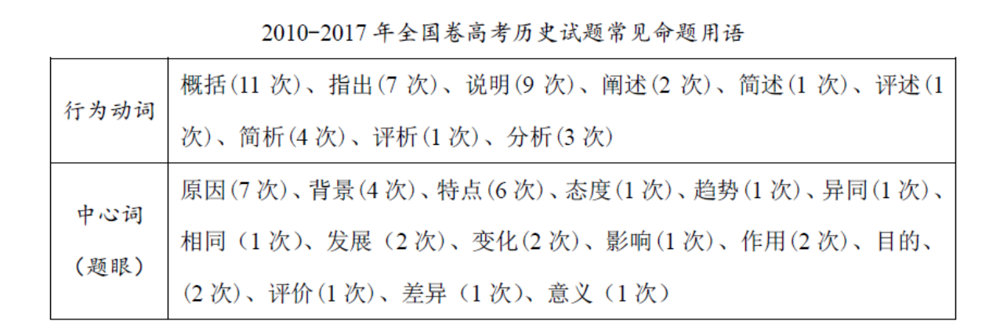 2010-2017 年全国卷高考历史试题常见命题用语
行为动词
概括(11 次)、指出(7 次)、说明(9 次)、阐述(2 次)、简述(1 次)、评述(1
次)、简析(4 次)、评析(1 次)、分析(3 次)
中心词
（题眼）
原因(7 次)、背景(4 次)、特点(6 次)、态度(1 次)、趋势(1 次)、异同(1 次)、
相同（1 次）、发展（2 次）、变化(2 次)、影响(1 次)、作用(2 次)、目的、
(2 次)、评价(1 次)、差异（1 次）、意义（1 次）